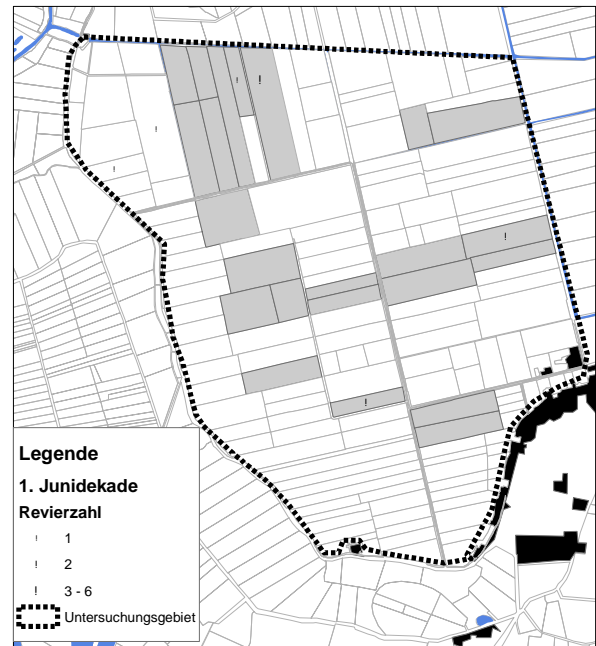 Legende
1. Junidekade
Revierzahl
! 1
! 2
! 3 - 6
Untersuchungsgebiet